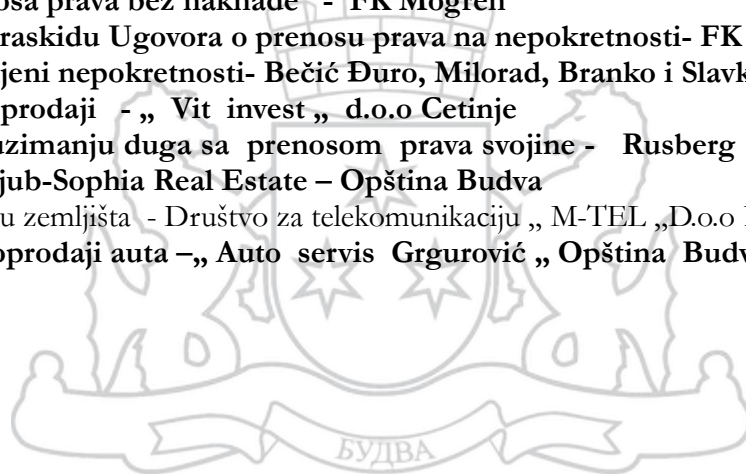 prava bez naknade - FK Mogren
raskidu Ugovora o prenosu prava na nepokretnosti- FK
jeni nepokretnosti- Bečić Đuro, Milorad, Branko i Slavk
prodaji - „ Vit invest „ d.o.o Cetinje
uzimanju duga sa prenosom prava svojine - Rusberg
jub-Sophia Real Estate – Opština Budva
u zemljišta - Društvo za telekomunikaciju „ M-TEL „D.o.o
oprodaji auta –„ Auto servis Grgurović „ Opština Budv
БУДВА